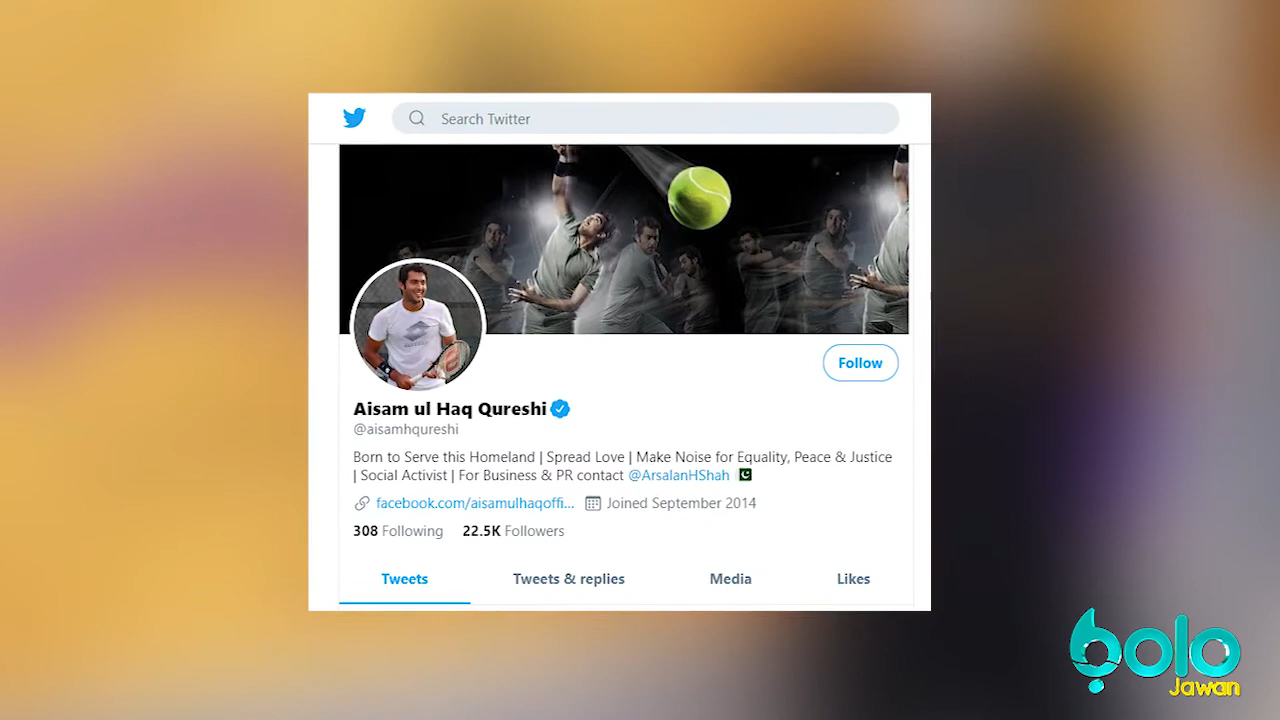 Search Twitter
Follow
Aisam ul Haq Qureshi
@aisamhqureshi
Born to Serve this Homeland | Spread Love | Make Noise for Equality, Peace & Justice
| Social Activist | For Business & PR contact @ArsalanHShah
facebook.com/aisamulhaqoffi... Joined September 2014
308 Following 22.5K Followers
Tweets Tweets & replies Media Likes
bolo
Jawan